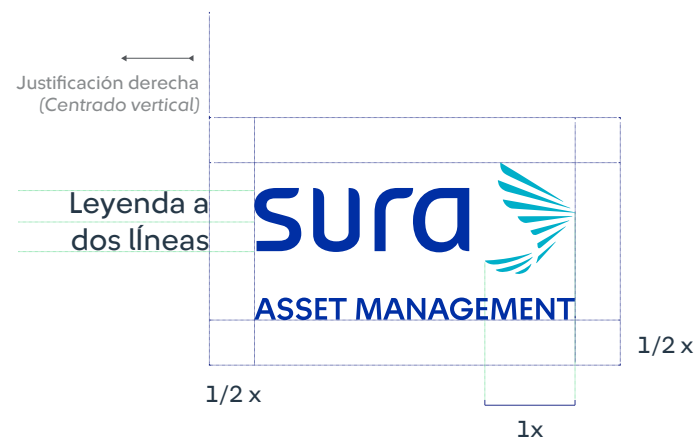 Justificación derecha
(Centrado vertical)
Leyenda a
dos lÍneas
sura
ASSET MANAGEMENT
1/2 x
1/2 x
1x